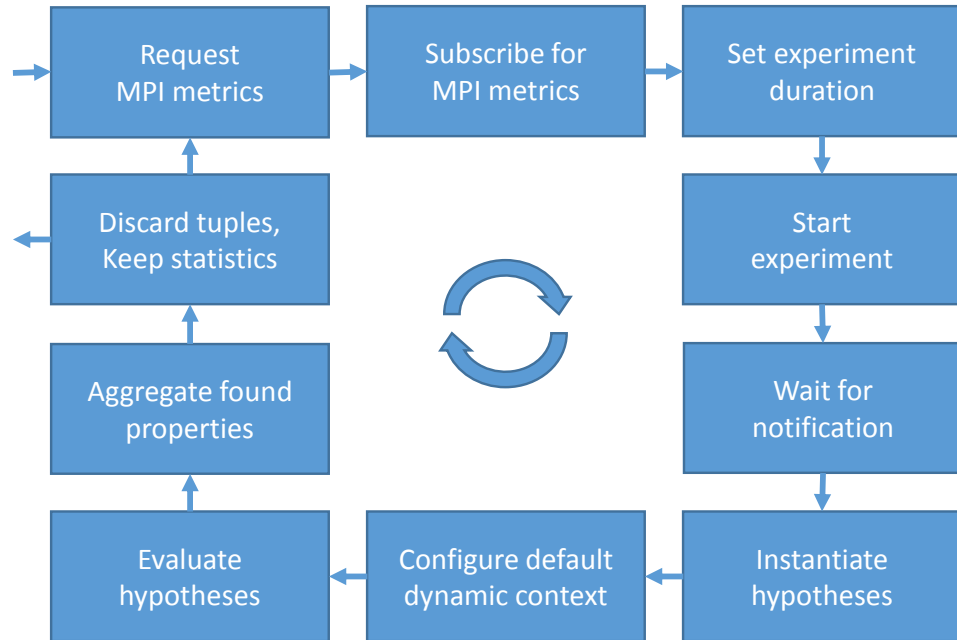 Request
MPI metrics
Subscribe for
MPI metrics
Set experiment
duration
Start
experiment
Wait for
notification
Instantiate
hypotheses
Configure default
dynamic context
Evaluate
hypotheses
Aggregate found
properties
Discard tuples,
Keep statistics